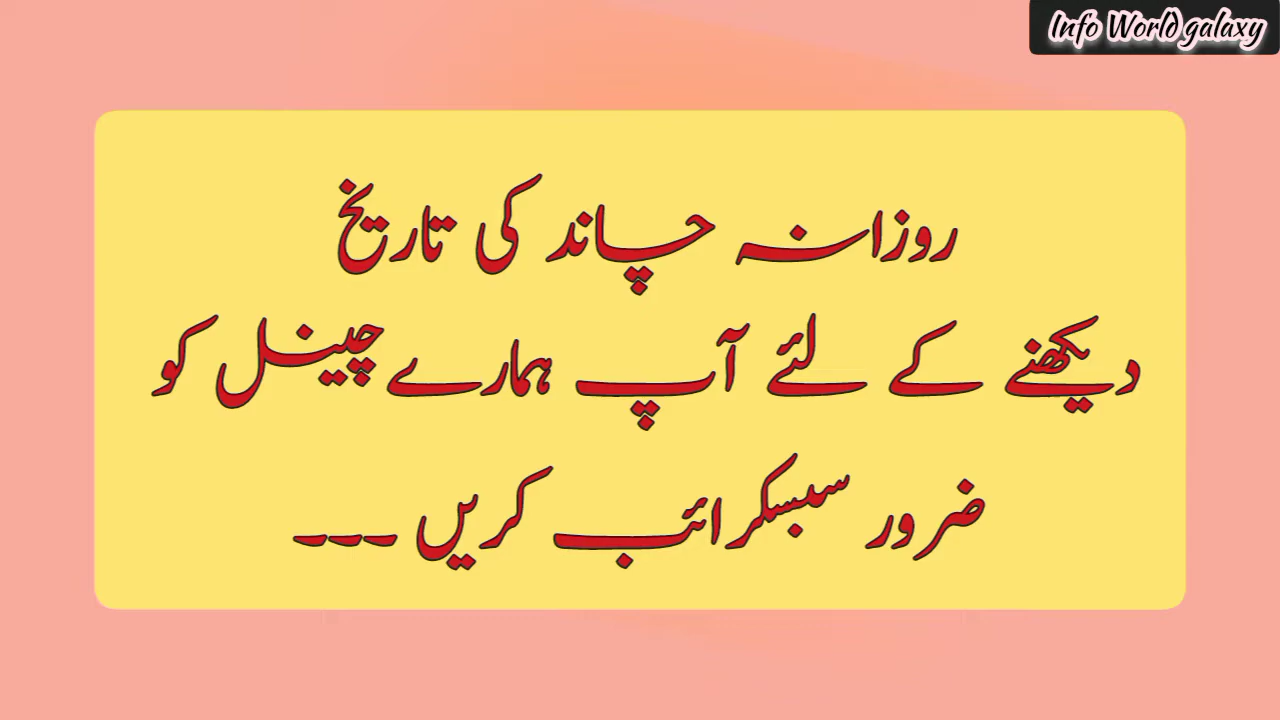 Info World galaxy
روزانہ چاند کی تاریخ
دیکھنے کے لئے آپ ہمارے چینل کو
ضرور سبسکرائب کریں ۔۔۔